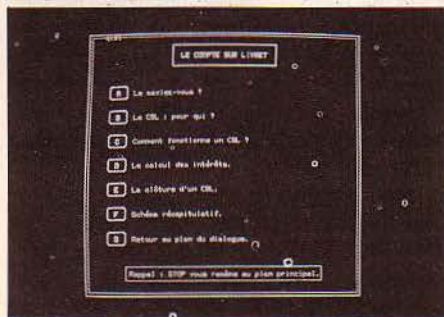 LE COMPTE SUR LIVRET
A Le saviez-vous ?
B Le CSL : pour qui ?
C Comment fonctionne un CSL ?
D Le calcul des intérêts.
E La clôture d'un CSL.
F Schéma récapitulatif.
G Retour au plan du dialogue.
Rappel : STOP vous ramène au plan principal.